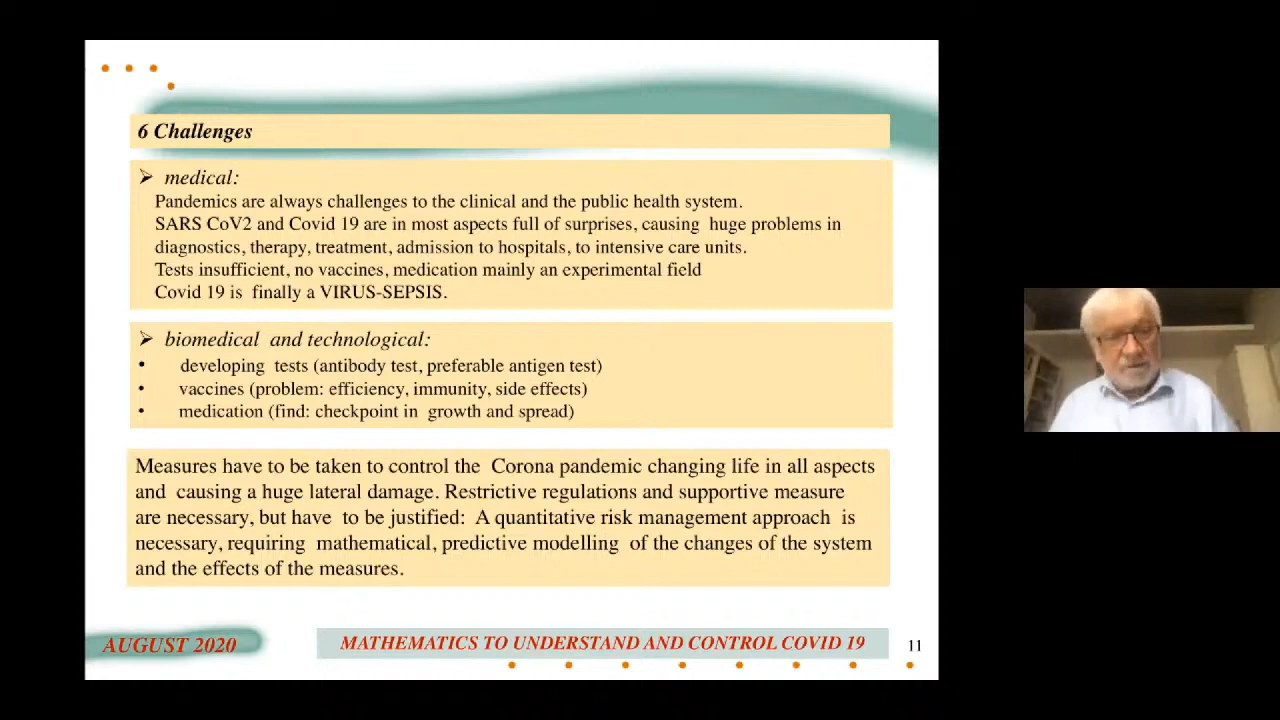 6 Challenges
➢ medical:
Pandemics are always challenges to the clinical and the public health system.
SARS CoV2 and Covid 19 are in most aspects full of surprises, causing huge problems in
diagnostics, therapy, treatment, admission to hospitals, to intensive care units.
Tests insufficient, no vaccines, medication mainly an experimental field
Covid 19 is finally a VIRUS-SEPSIS.
➢ biomedical and technological:
• developing tests (antibody test, preferable antigen test)
• vaccines (problem: efficiency, immunity, side effects)
• medication (find: checkpoint in growth and spread)
Measures have to be taken to control the Corona pandemic changing life in all aspects
and causing a huge lateral damage. Restrictive regulations and supportive measure
are necessary, but have to be justified: A quantitative risk management approach is
necessary, requiring mathematical, predictive modelling of the changes of the system
and the effects of the measures.
AUGUST 2020
MATHEMATICS TO UNDERSTAND AND CONTROL COVID 19
11